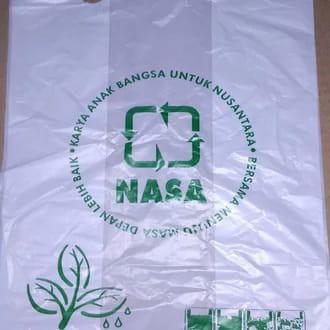 • KARYA ANAK BANGSA UNTUK NUSANTARA •
BERSAMA MENUJU MASA DEPAN LEBIH BAIK
NASA